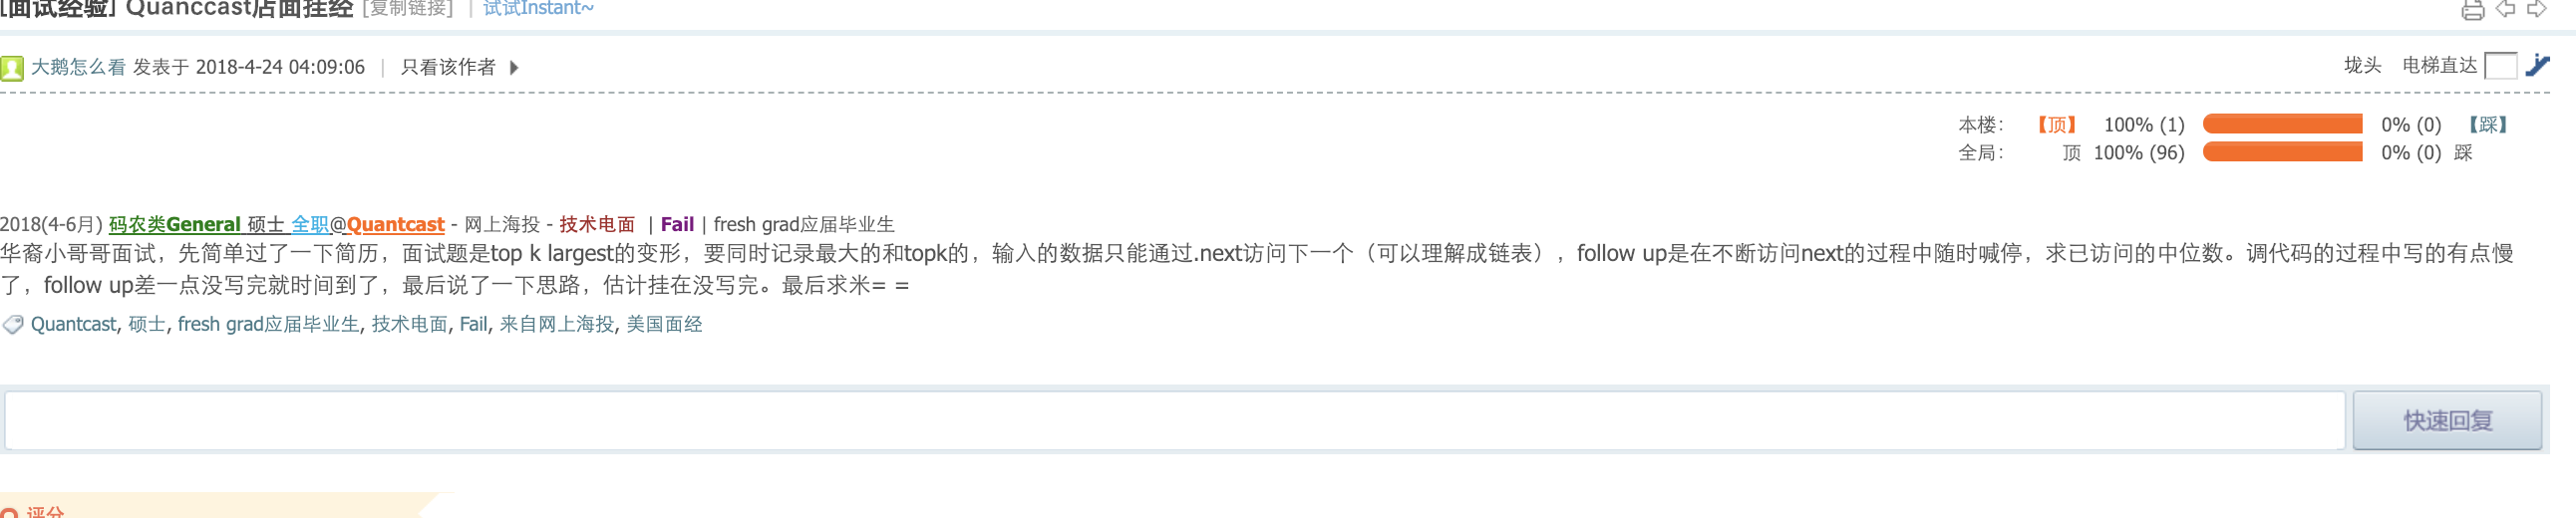 [面试经验] Quanccast店面挂经 [复制链接] | 试试Instant~
大鹅怎么看 发表于 2018-4-24 04:09:06 | 只看该作者
垅头 电梯直达
本楼: 【顶】 100% (1) 0% (0) 【踩】
全局: 顶 100% (96) 0% (0) 踩
2018(4-6月) 码农类General 硕士 全职@Quantcast - 网上海投 - 技术电面 | Fail | fresh grad应届毕业生
华裔小哥哥面试，先简单过了一下简历，面试题是top k largest的变形，要同时记录最大的和topk的，输入的数据只能通过.next访问下一个（可以理解成链表），follow up是在不断访问next的过程中随时喊停，求已访问的中位数。调代码的过程中写的有点慢
了，follow up差一点没写完就时间到了，最后说了一下思路，估计挂在没写完。最后求米= =
Quantcast, 硕士, fresh grad应届毕业生, 技术电面, Fail, 来自网上海投, 美国面经
快速回复
评分